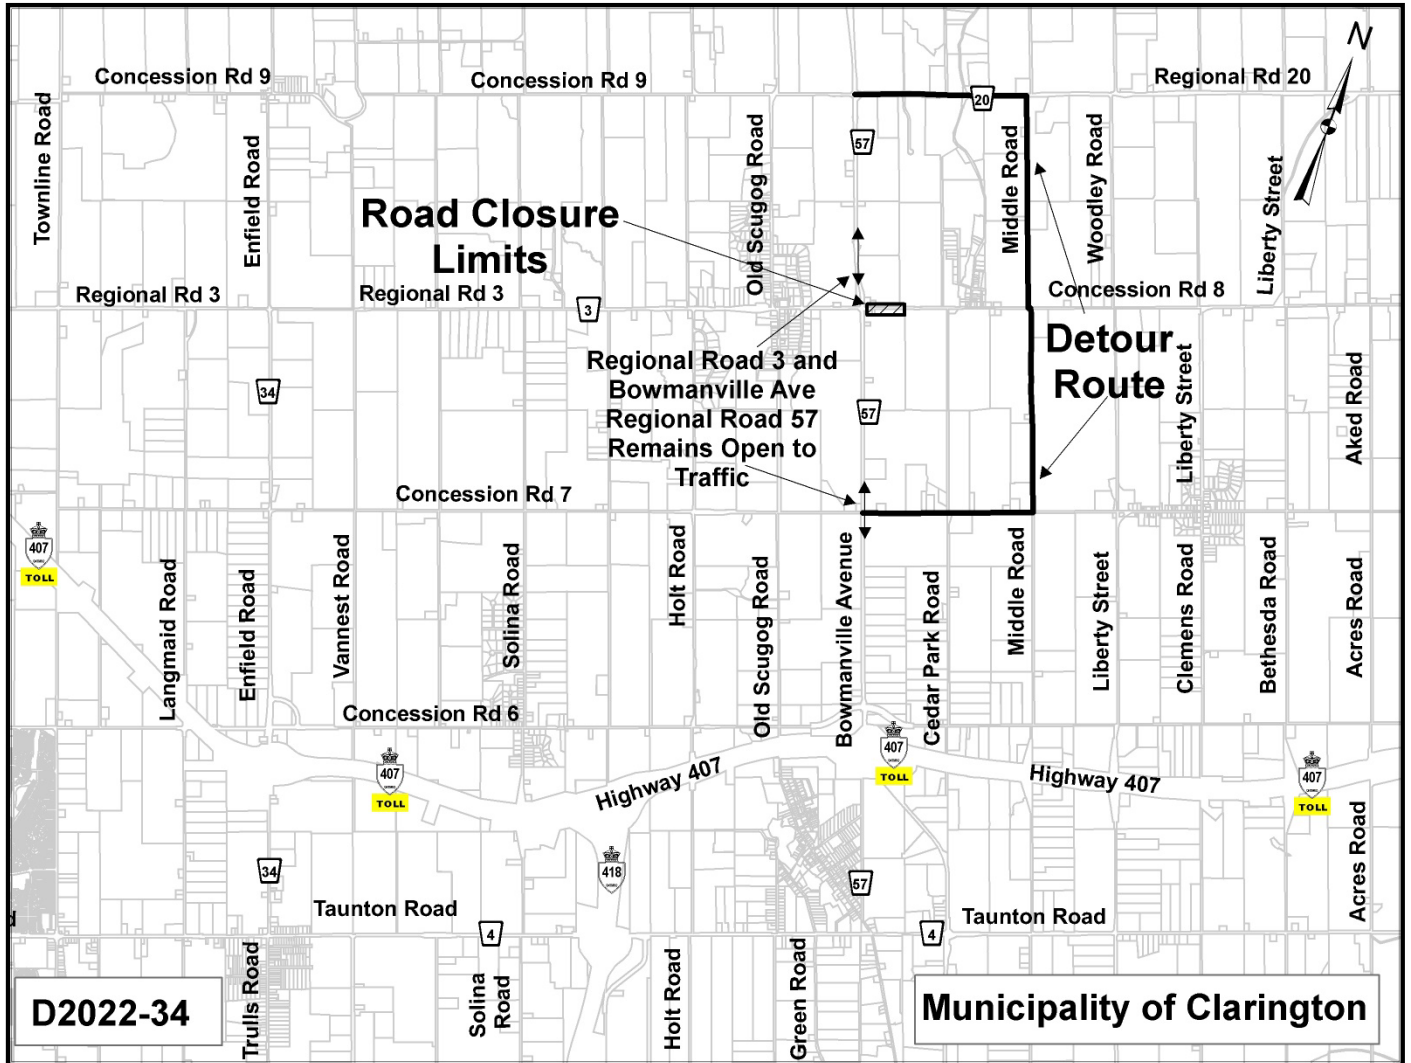 N
Concession Rd 9
Concession Rd 9
Regional Rd 20
20
Townline Road
Enfield Road
Old Scugog Road
57
Middle Road
Woodley Road
Liberty Street
Road Closure
Limits
Regional Rd 3
Regional Rd 3
3
Concession Rd 8
Detour
Route
Regional Road 3 and
Bowmanville Ave
Regional Road 57
Remains Open to
Traffic
34
57
Liberty Street
Aked Road
Concession Rd 7
407
TOLL
Langmaid Road
Enfield Road
Vannest Road
Solina Road
Holt Road
Old Scugog Road
Bowmanville Avenue
Cedar Park Road
Middle Road
Liberty Street
Clemens Road
Bethesda Road
Acres Road
Concession Rd 6
407
TOLL
Highway 407
407
TOLL
Highway 407
407
TOLL
34
418
57
Acres Road
Taunton Road
4
4
Taunton Road
d
Trulls Road
Solina
Road
Holt Road
Green Road
D2022-34
Municipality of Clarington